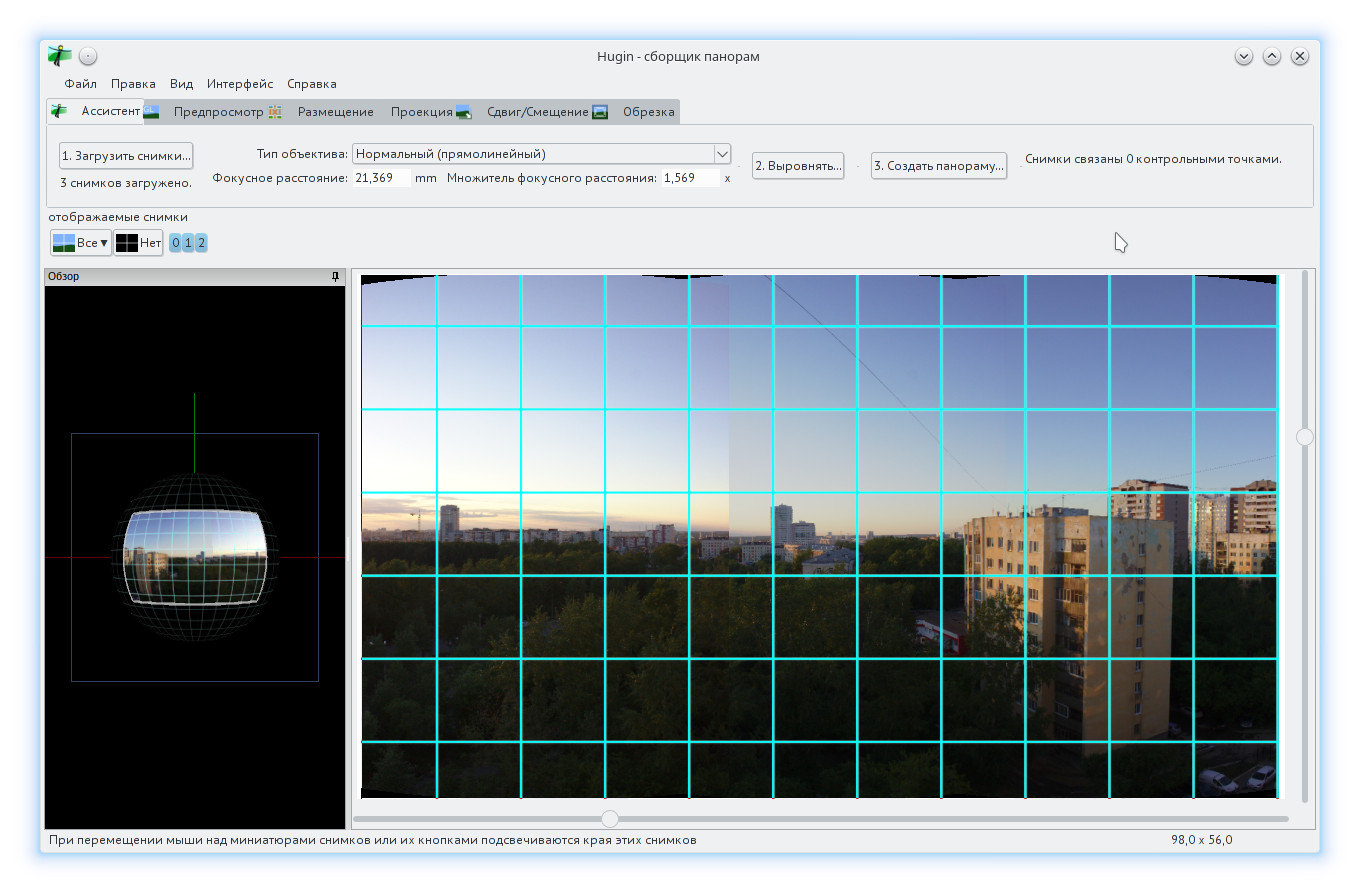 Hugin - сборщик панорам
Файл Правка Вид Интерфейс Справка
Ассистент GL Предпросмотр Размещение Проекция Сдвиг/Смещение Обрезка
1. Загрузить снимки... Тип объектива: Нормальный (прямолинейный) 2. Выровнять... 3. Создать панораму... Снимки связаны 0 контрольными точками.
3 снимков загружено. Фокусное расстояние: 21,369 mm Множитель фокусного расстояния: 1,569 x
отображаемые снимки
Все Нет 0 1 2
Обзор
При перемещении мыши над миниатюрами снимков или их кнопками подсвечиваются края этих снимков 98,0 x 56,0